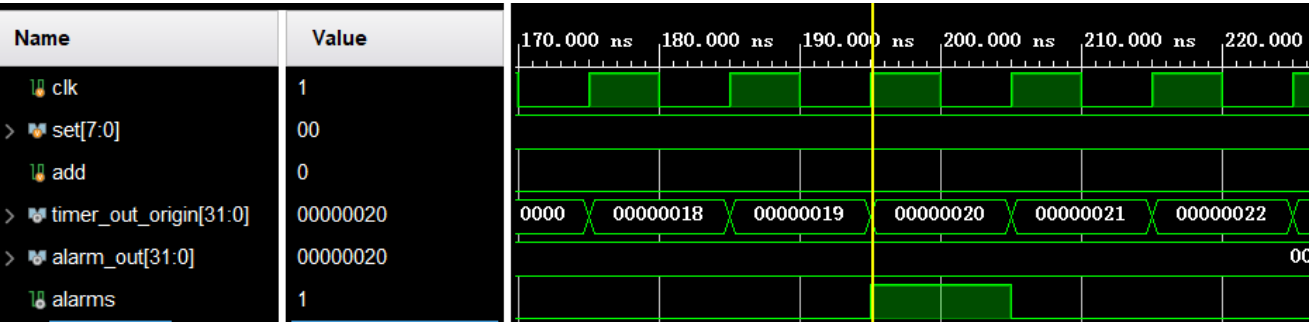 Name Value 170.000 ns 180.000 ns 190.000 ns 200.000 ns 210.000 ns 220.000
clk 1
> set[7:0] 00
add 0
> timer_out_origin[31:0] 00000020 0000 00000018 00000019 00000020 00000021 00000022
> alarm_out[31:0] 00000020 00
alarms 1